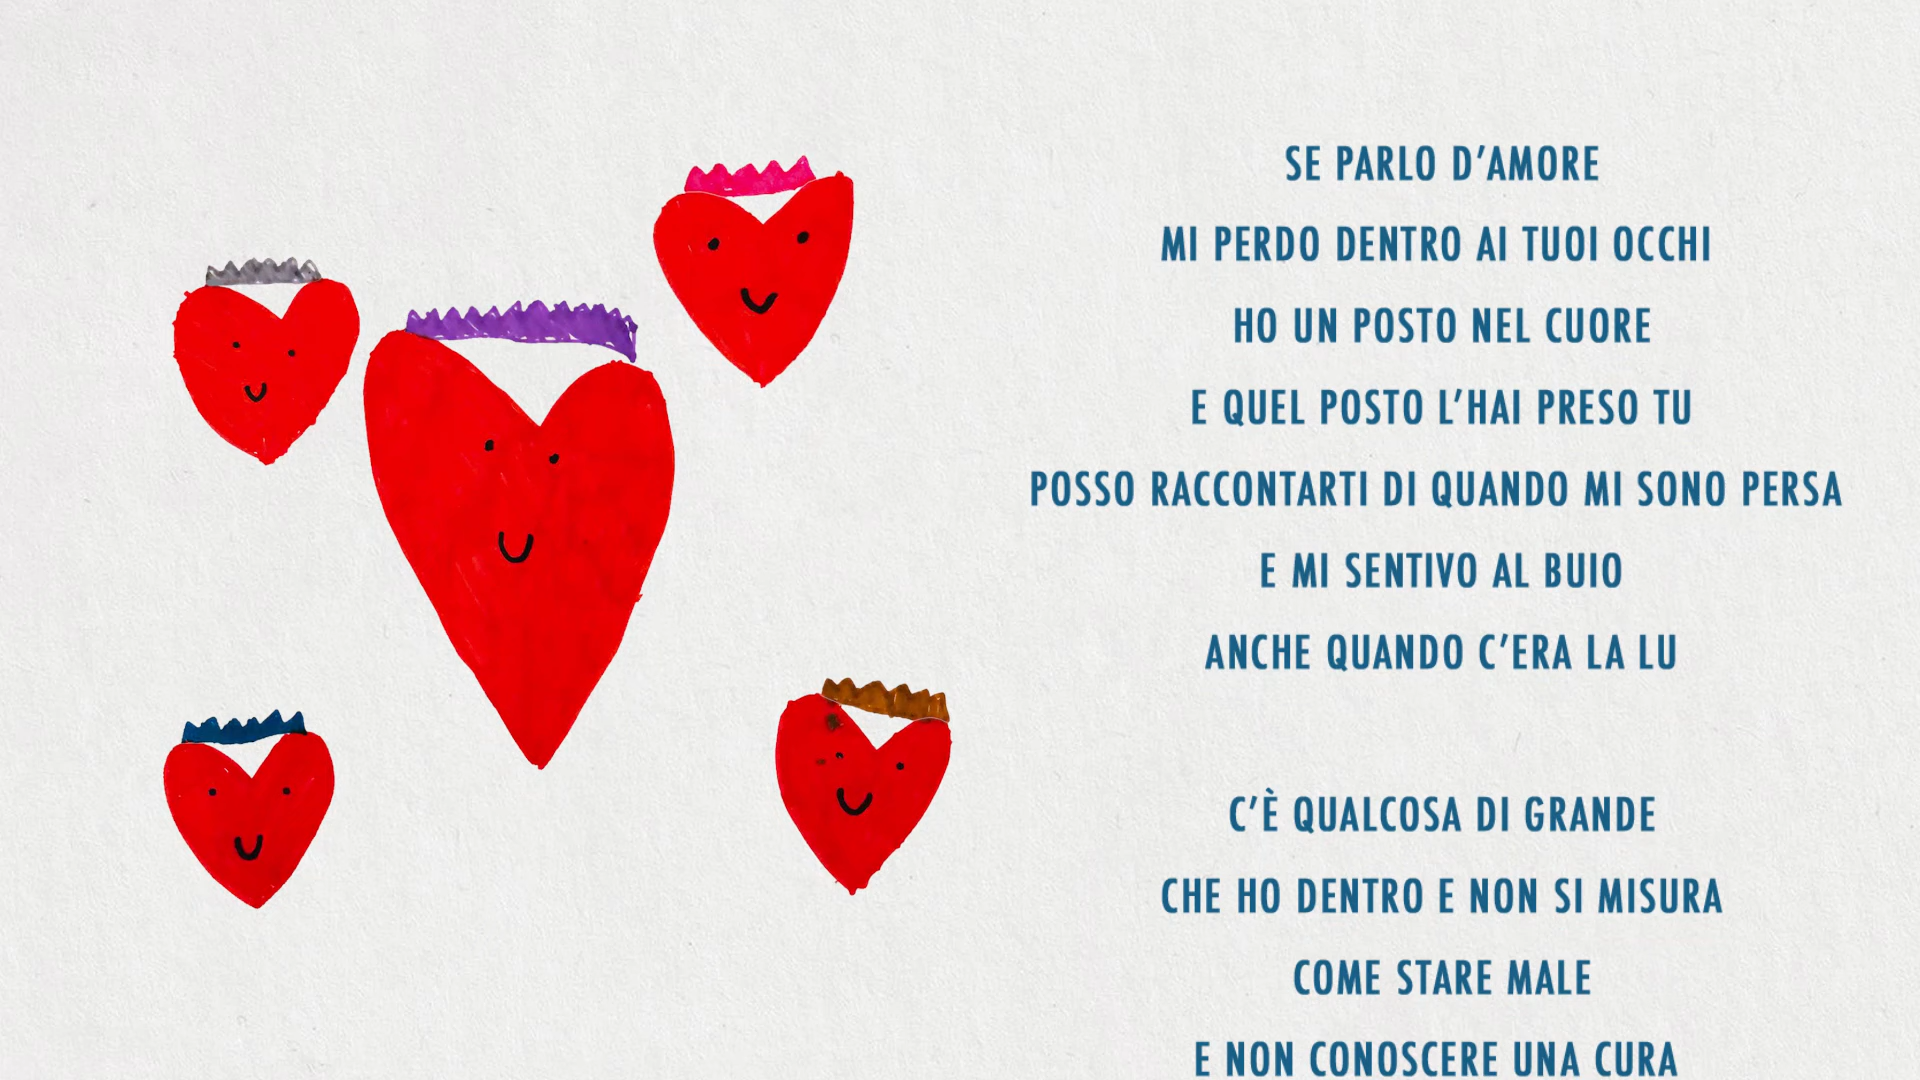 SE PARLO D’AMORE
MI PERDO DENTRO AI TUOI OCCHI
HO UN POSTO NEL CUORE
E QUEL POSTO L’HAI PRESO TU
POSSO RACCONTARTI DI QUANDO MI SONO PERSA
E MI SENTIVO AL BUIO
ANCHE QUANDO C’ERA LA LU
C’È QUALCOSA DI GRANDE
CHE HO DENTRO E NON SI MISURA
COME STARE MALE
E NON CONOSCERE UNA CURA